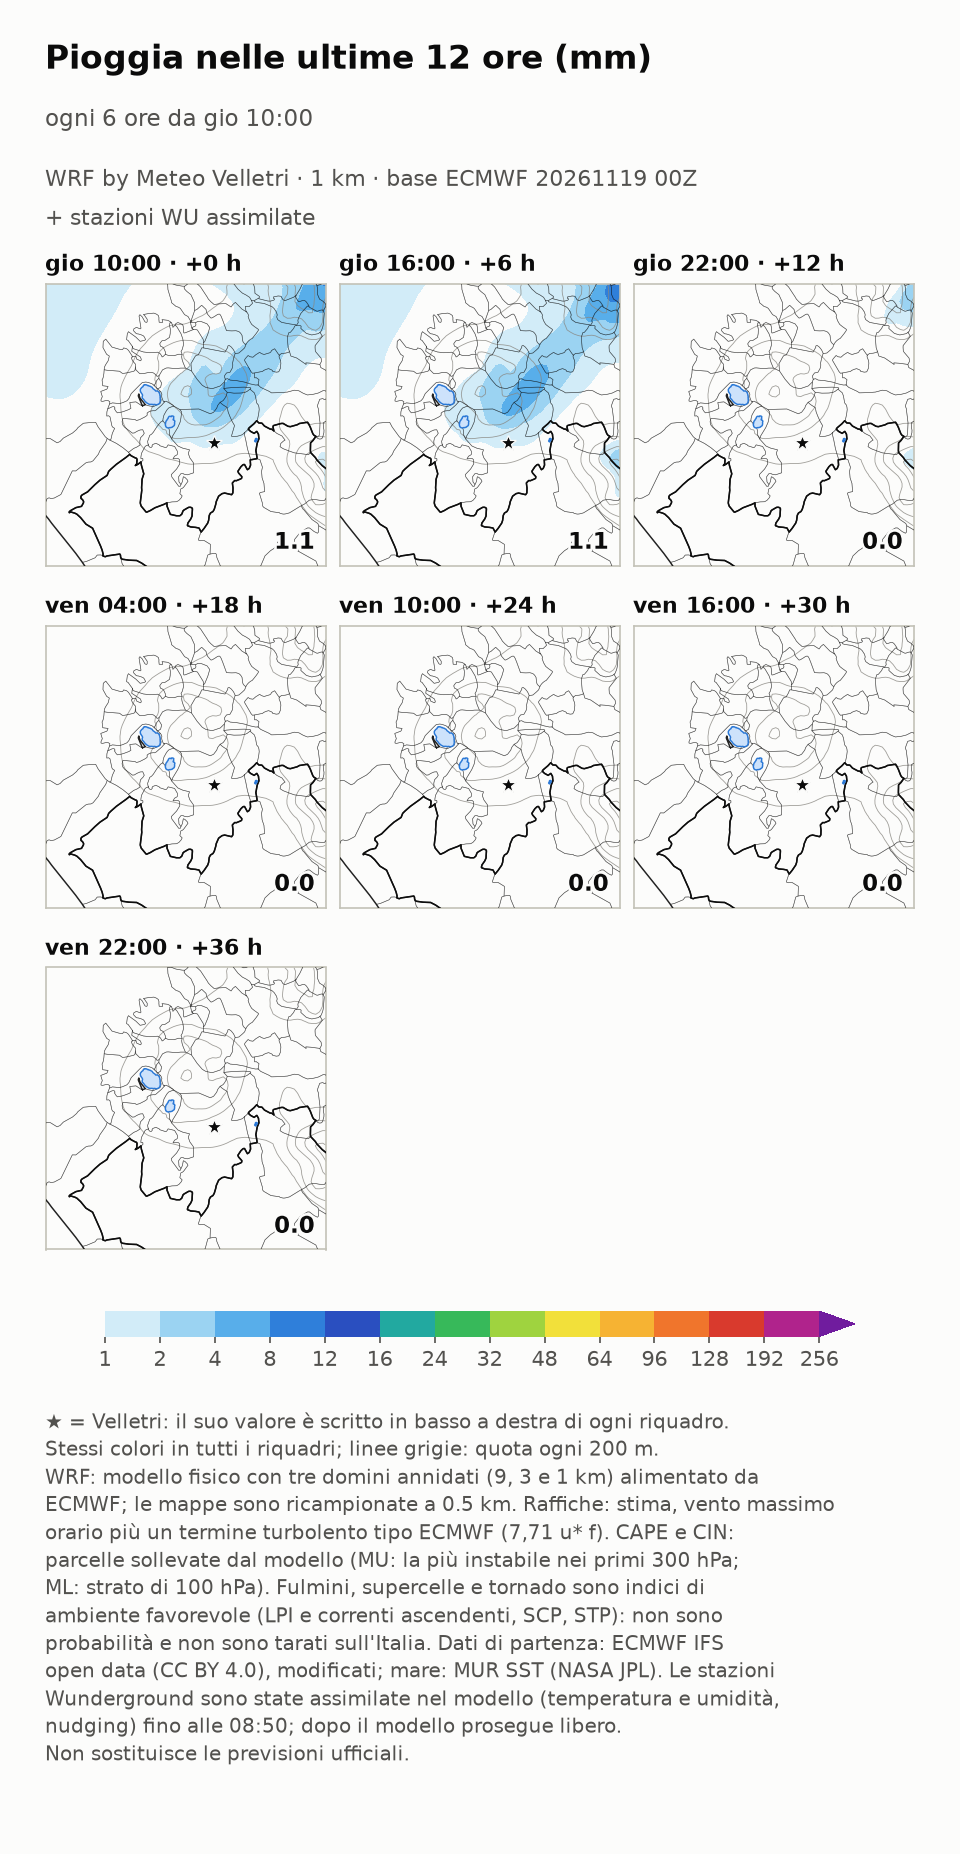 Pioggia nelle ultime 12 ore (mm)
ogni 6 ore da gio 10:00
WRF by Meteo Velletri · 1 km · base ECMWF 20261119 00Z
+ stazioni WU assimilate
gio 10:00 · +0 h
gio 16:00 · +6 h
gio 22:00 · +12 h
1.1
1.1
0.0
ven 04:00 · +18 h
ven 10:00 · +24 h
ven 16:00 · +30 h
0.0
0.0
0.0
ven 22:00 · +36 h
0.0
1 2 4 8 12 16 24 32 48 64 96 128 192 256
★ = Velletri: il suo valore è scritto in basso a destra di ogni riquadro.
Stessi colori in tutti i riquadri; linee grigie: quota ogni 200 m.
WRF: modello fisico con tre domini annidati (9, 3 e 1 km) alimentato da
ECMWF; le mappe sono ricampionate a 0.5 km. Raffiche: stima, vento massimo
orario più un termine turbolento tipo ECMWF (7,71 u* f). CAPE e CIN:
parcelle sollevate dal modello (MU: la più instabile nei primi 300 hPa;
ML: strato di 100 hPa). Fulmini, supercelle e tornado sono indici di
ambiente favorevole (LPI e correnti ascendenti, SCP, STP): non sono
probabilità e non sono tarati sull'Italia. Dati di partenza: ECMWF IFS
open data (CC BY 4.0), modificati; mare: MUR SST (NASA JPL). Le stazioni
Wunderground sono state assimilate nel modello (temperatura e umidità,
nudging) fino alle 08:50; dopo il modello prosegue libero.
Non sostituisce le previsioni ufficiali.